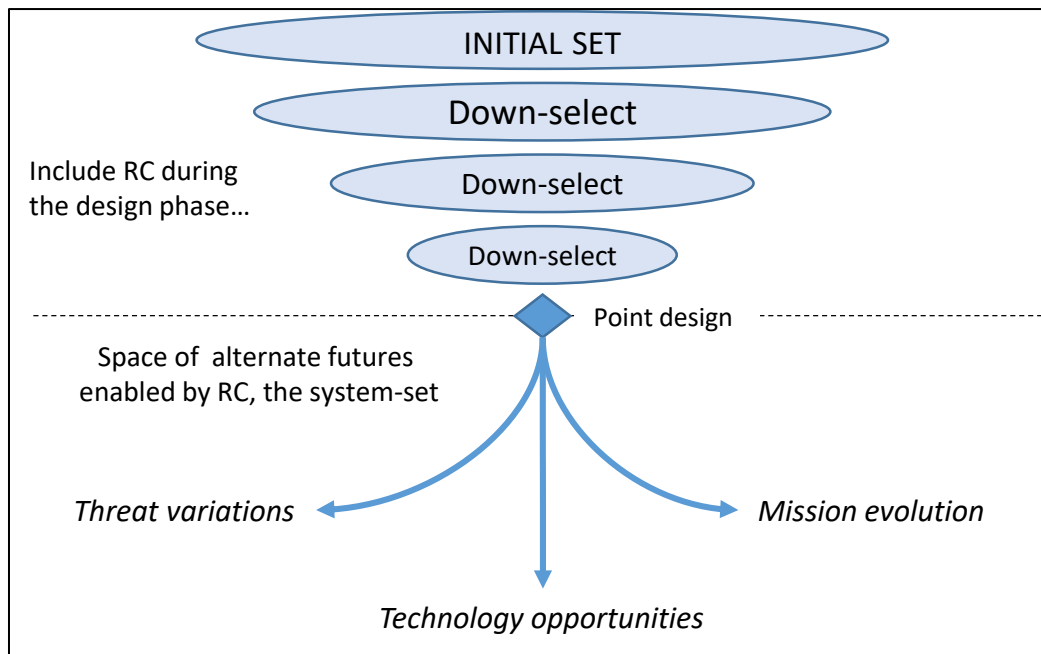 INITIAL SET
Down-select
Include RC during
the design phase…
Down-select
Down-select
Point design
Space of alternate futures
enabled by RC, the system-set
Threat variations
Mission evolution
Technology opportunities